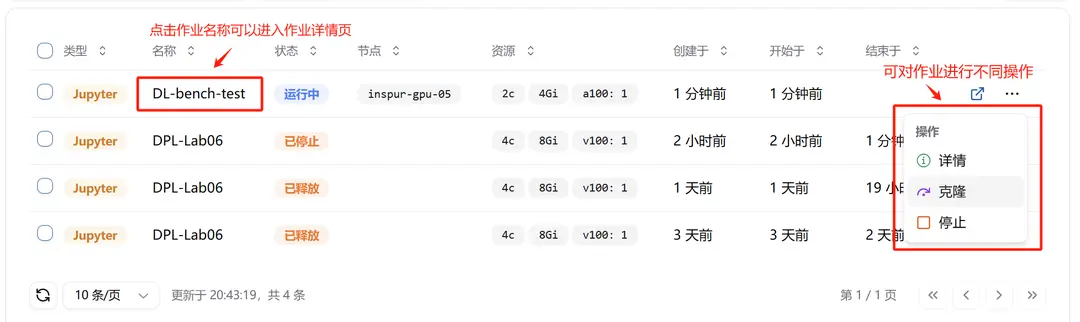 点击作业名称可以进入作业详情页
类型 名称 状态 节点 资源 创建于 开始于 结束于
可对作业进行不同操作
Jupyter DL-bench-test 运行中 inspur-gpu-05 2c 4Gi a100: 1 1 分钟前 1 分钟前
操作
Jupyter DPL-Lab06 已停止 4c 8Gi v100: 1 2 小时前 2 小时前 1 分钟
详情
Jupyter DPL-Lab06 已释放 4c 8Gi v100: 1 1 天前 1 天前 19 小
克隆
停止
Jupyter DPL-Lab06 已释放 4c 8Gi v100: 1 3 天前 3 天前 2 天前
10 条/页 更新于 20:43:19，共 4 条 第 1 / 1 页